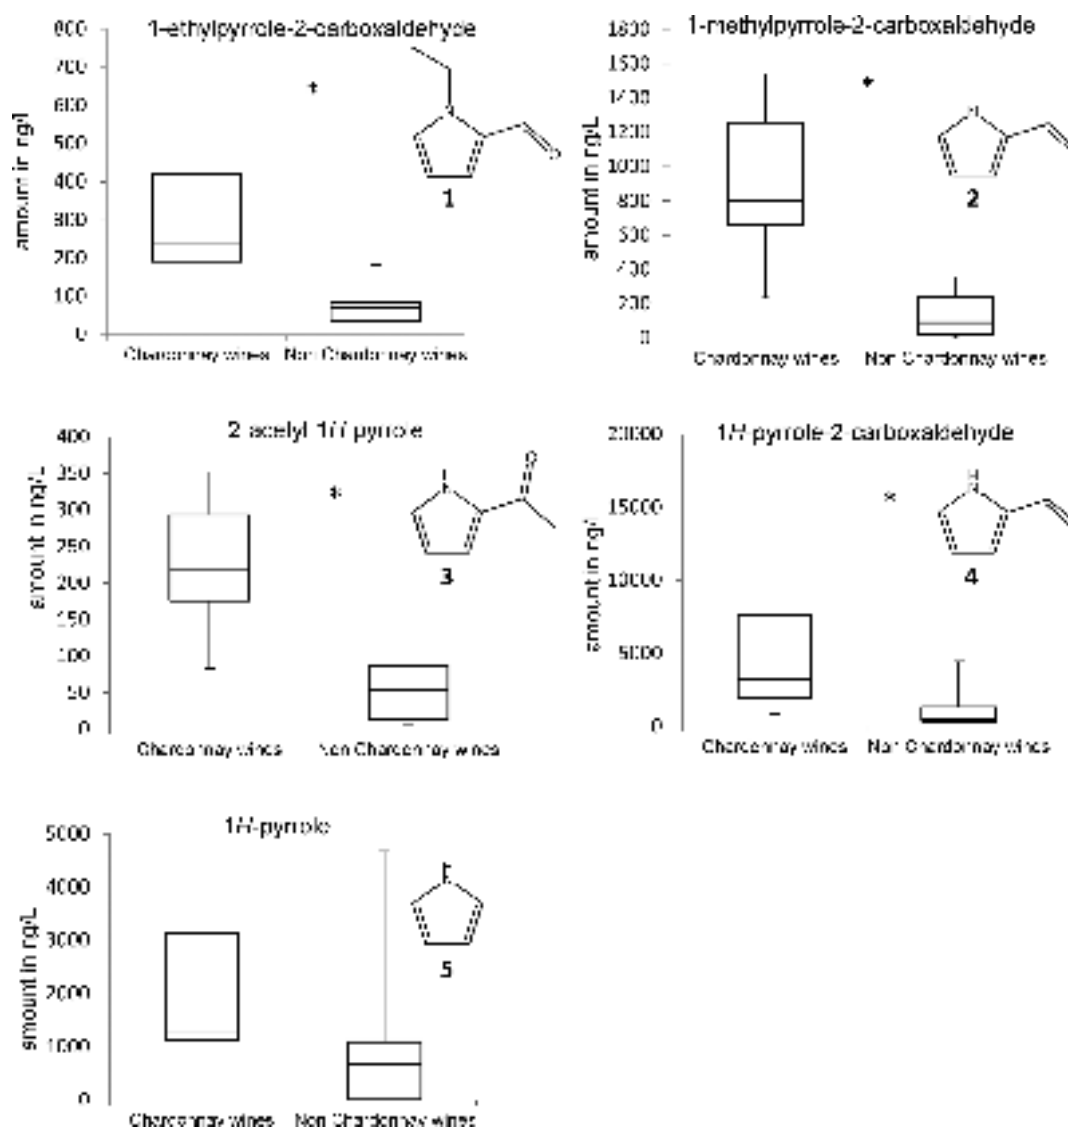 1-ethylpyrrole-2-carboxaldehyde
800
700
600
500
400
300
200
100
0
amount in ng/l
*
N
O
1
Chardonnay wines
Non Chardonnay wines
1-methylpyrrole-2-carboxaldehyde
1800
1600
1400
1200
1000
800
600
400
200
0
amount in ng/L
*
N
2
Chardonnay wines
Non Chardonnay wines
2-acetyl-1H-pyrrole
400
350
300
250
200
150
100
50
0
amount in ng/L
*
O
3
Chardonnay wines
Non Chardonnay wines
1H-pyrrole-2-carboxaldehyde
20000
15000
10000
5000
0
amount in ng/l
*
H
N
4
Chardonnay wines
Non Chardonnay wines
1H-pyrrole
5000
4000
3000
2000
1000
0
amount in ng/L
5
Chardonnay wines
Non Chardonnay wines